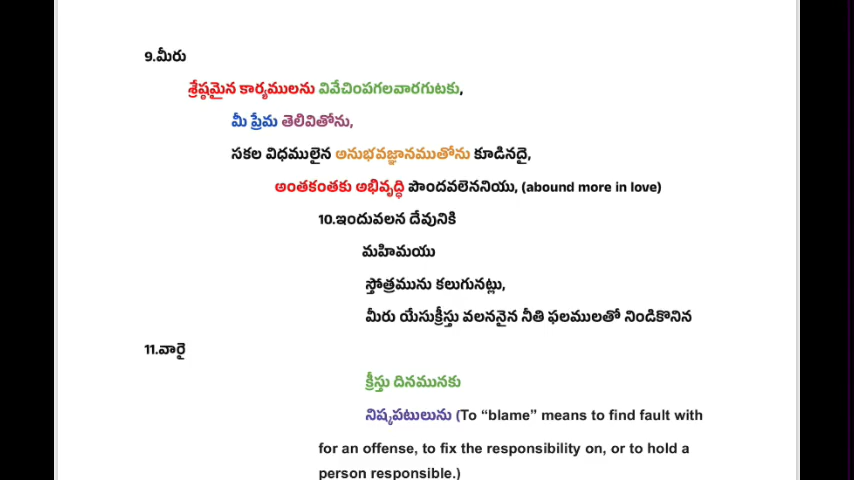 9.మీరు
శ్రేష్ఠమైన కార్యములను వివేచింపగలవారగుటకు,
మీ ప్రేమ తెలివితోను,
సకల విధములైన అనుభవజ్ఞానముతోను కూడినదై,
అంతకంతకు అభివృద్ధి పొందవలెననియు, (abound more in love)
10.ఇందువలన దేవునికి
మహిమయు
స్తోత్రమును కలుగునట్లు,
మీరు యేసుక్రీస్తు వలననైన నీతి ఫలములతో నిండికొనిన
11.వారై
క్రీస్తు దినమునకు
నిష్కపటులును (To “blame” means to find fault with
for an offense, to fix the responsibility on, or to hold a
person responsible.)